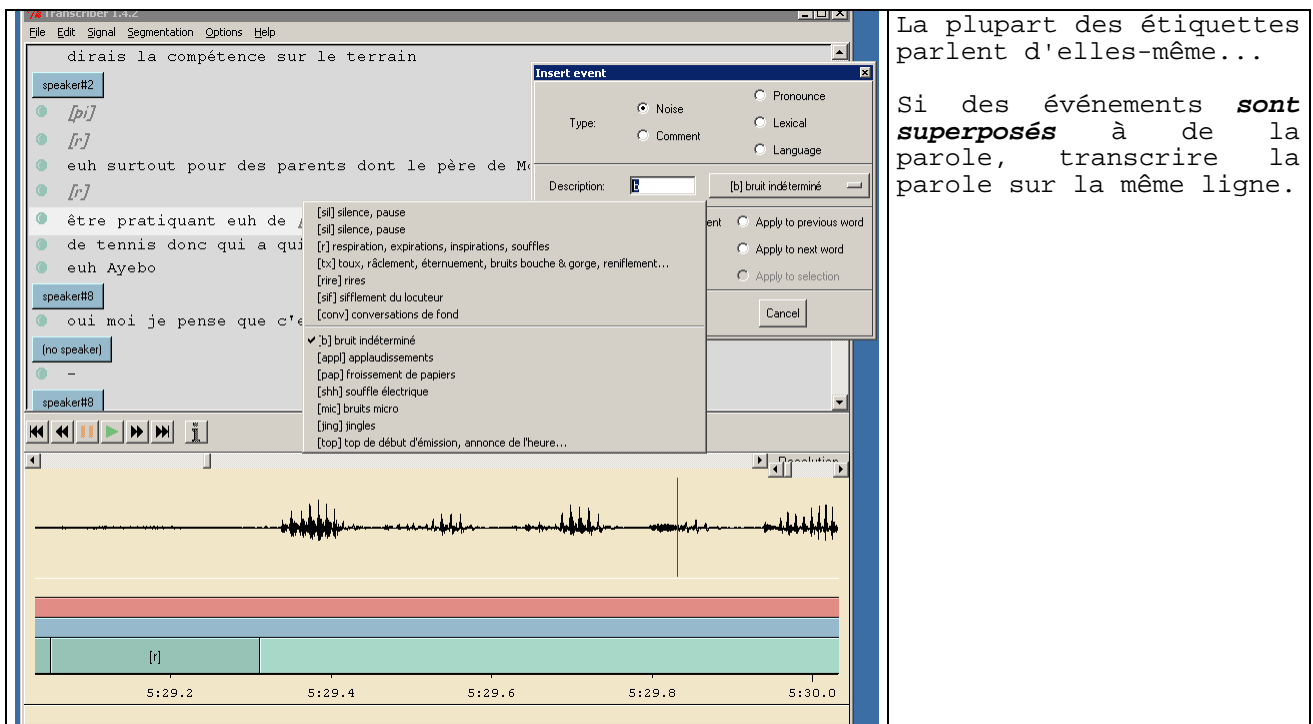 Transcriber 1.4.2
File Edit Signal Segmentation Options Help
dirais la compétence sur le terrain
speaker#2
[pi]
[r]
euh surtout pour des parents dont le père de
[r]
être pratiquant euh de
de tennis donc qui a
euh Ayebo
speaker#8
oui moi je pense que
(no speaker)
–
speaker#8
Insert event
Type:
Noise
Comment
Pronounce
Lexical
Language
Description:
b
[b] bruit indéterminé
Apply to previous word
Apply to next word
Apply to selection
Cancel
[sil] silence, pause
[sil] silence, pause
[r] respiration, expirations, inspirations, souffles
[tx] toux, râclement, éternuement, bruits bouche & gorge, reniflement...
[rire] rires
[sif] sifflement du locuteur
[conv] conversations de fond
[b] bruit indéterminé
[appl] applaudissements
[pap] froissement de papiers
[shh] souffle électrique
[mic] bruits micro
[jing] jingles
[top] top de début d'émission, annonce de l'heure...
i
Resolution
[r]
5:29.2 5:29.4 5:29.6 5:29.8 5:30.0
La plupart des étiquettes
parlent d'elles-même...
Si des événements sont
superposés à de la
parole, transcrire la
parole sur la même ligne.